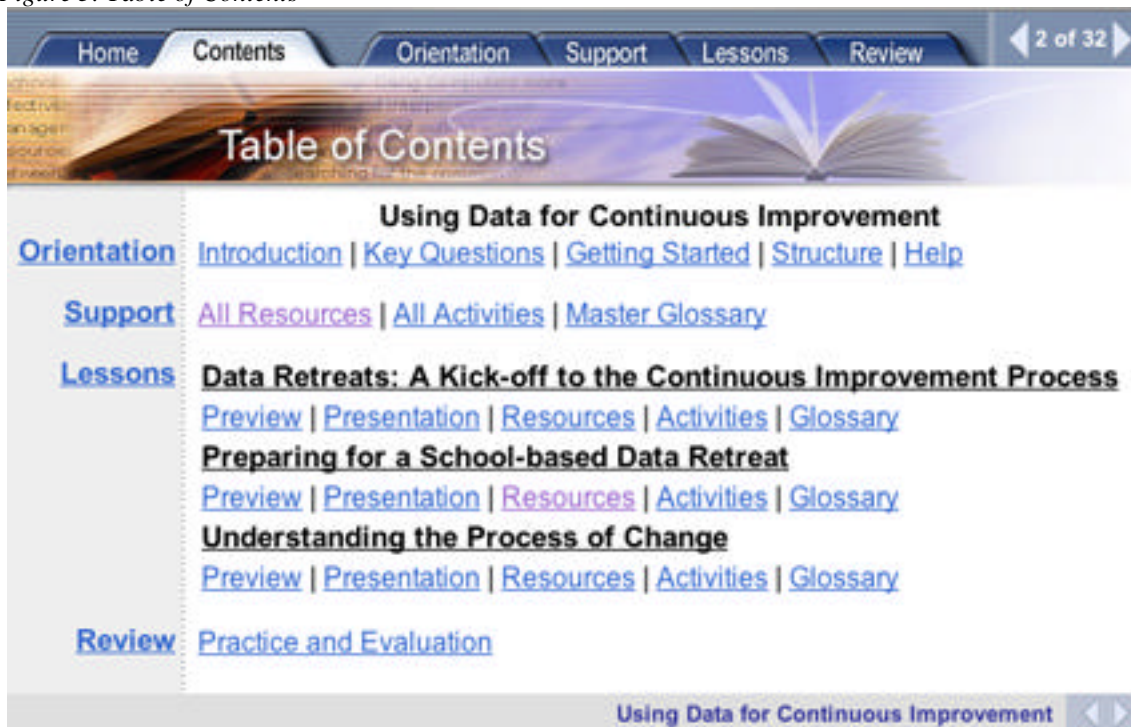 Home Contents Orientation Support Lessons Review 2 of 32
Table of Contents
Using Data for Continuous Improvement
Orientation Introduction | Key Questions | Getting Started | Structure | Help
Support All Resources | All Activities | Master Glossary
Lessons Data Retreats: A Kick-off to the Continuous Improvement Process
Preview | Presentation | Resources | Activities | Glossary
Preparing for a School-based Data Retreat
Preview | Presentation | Resources | Activities | Glossary
Understanding the Process of Change
Preview | Presentation | Resources | Activities | Glossary
Review Practice and Evaluation
Using Data for Continuous Improvement